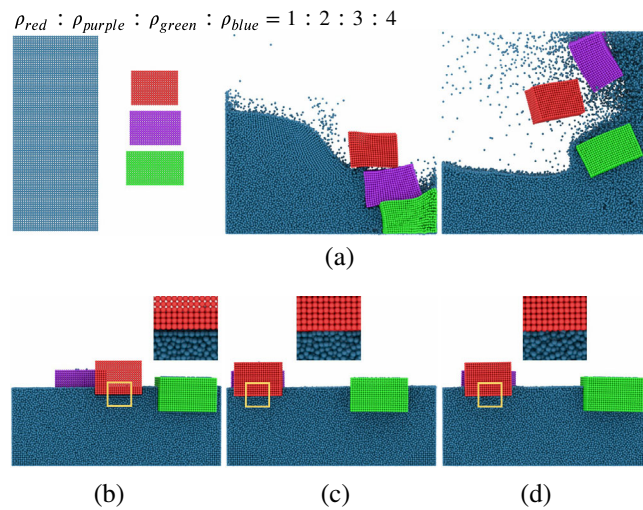 ρ_red : ρ_purple : ρ_green : ρ_blue = 1 : 2 : 3 : 4
(a)
(b) (c) (d)